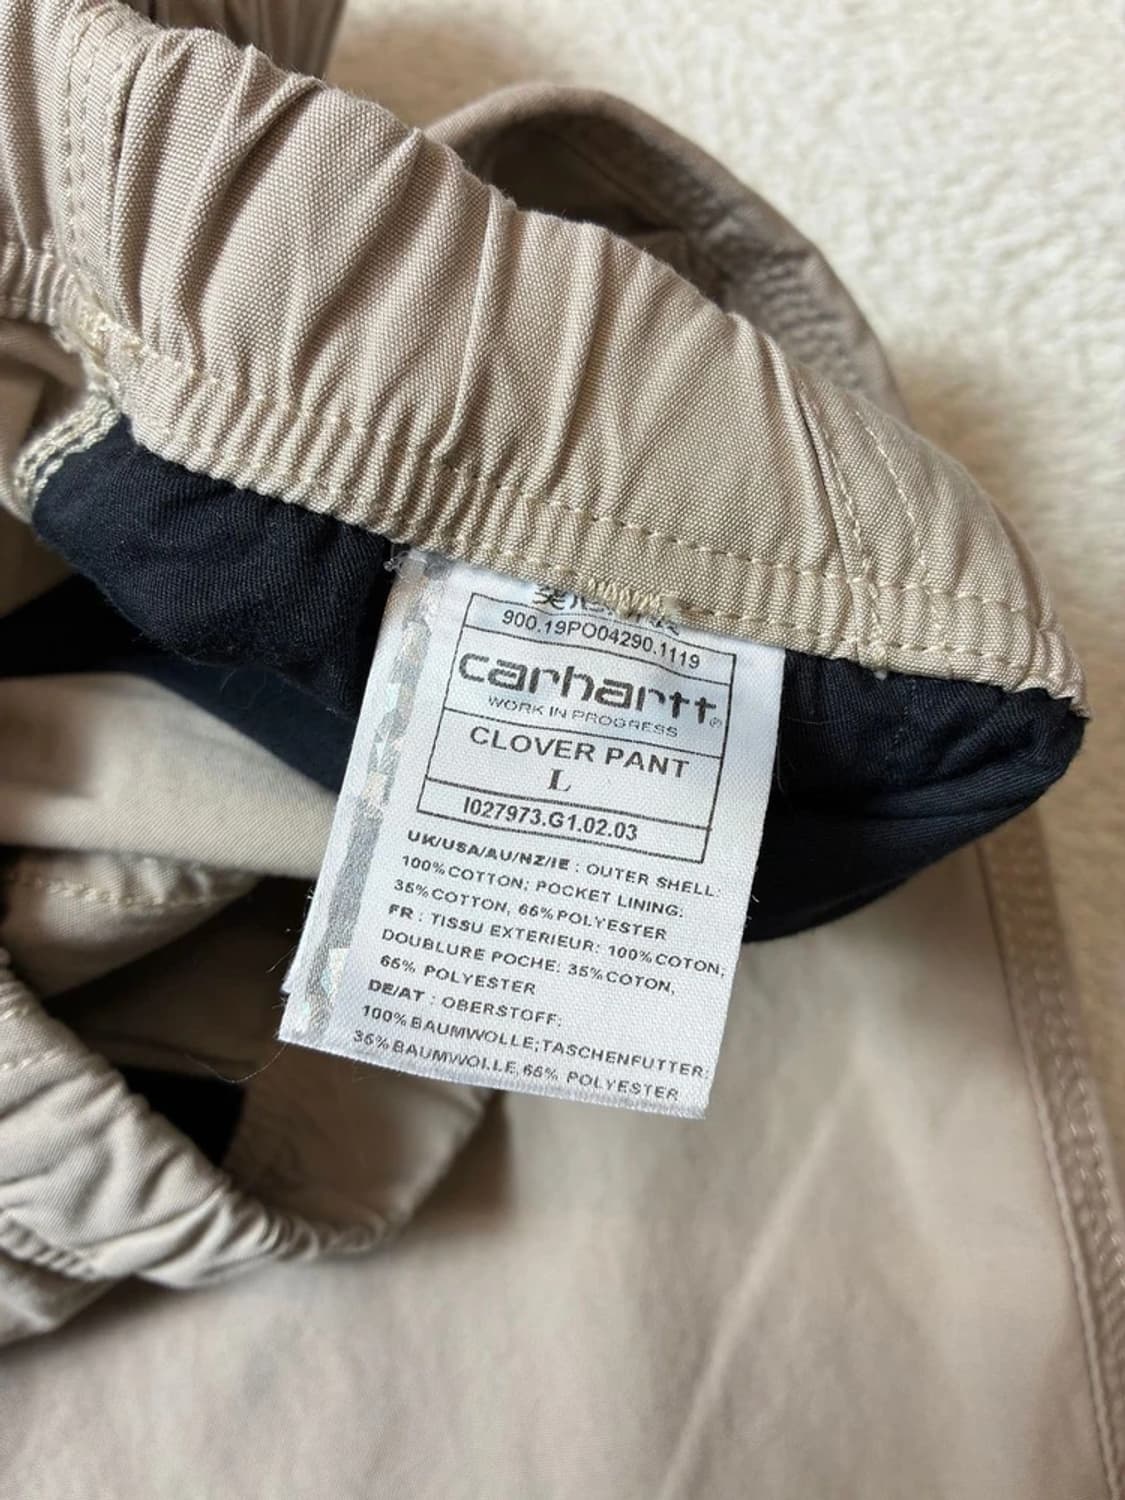 900.19PO04290.1119
carhartt®
WORK IN PROGRESS
CLOVER PANT
L
I027973.G1.02.03
UK/USA/AU/NZ/IE : OUTER SHELL:
100%COTTON; POCKET LINING:
35%COTTON, 65%POLYESTER
FR : TISSU EXTERIEUR: 100%COTON;
DOUBLURE POCHE: 35%COTON,
65% POLYESTER
DE/AT : OBERSTOFF:
100%BAUMWOLLE;TASCHENFUTTER:
35%BAUMWOLLE,65% POLYESTER